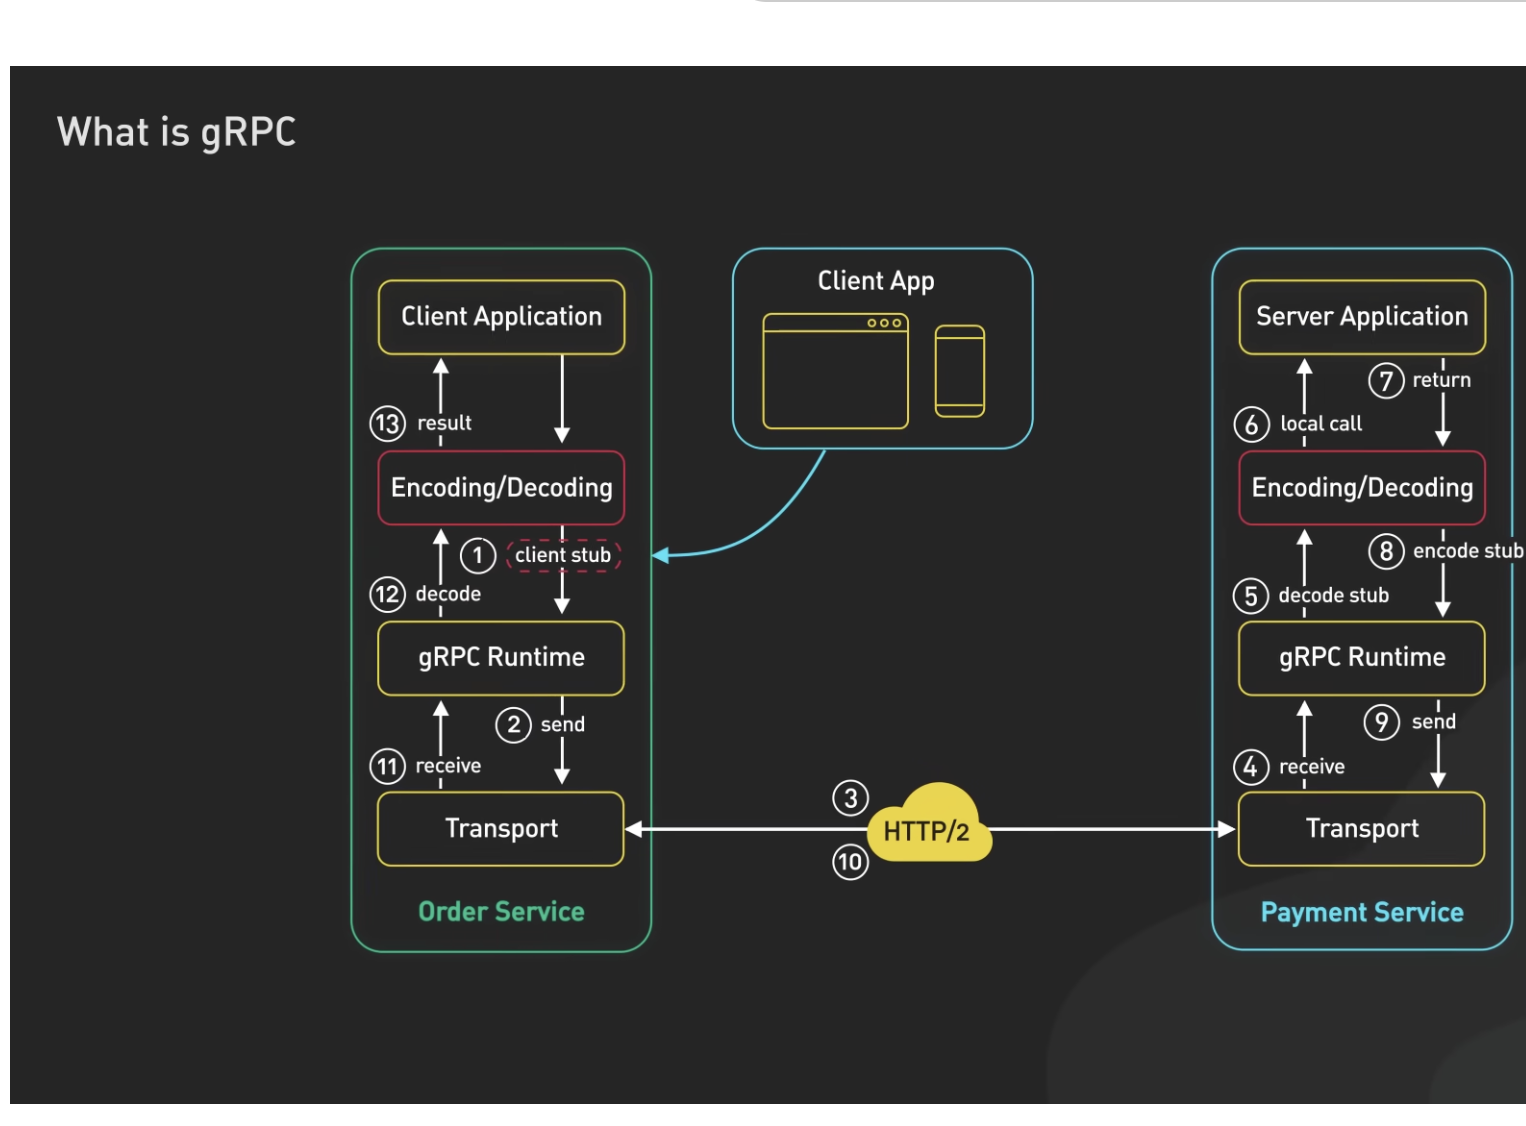 What is gRPC
Client App
Client Application
13 result
Encoding/Decoding
1 client stub
12 decode
gRPC Runtime
2 send
11 receive
Transport
Order Service
3
HTTP/2
10
Server Application
7 return
6 local call
Encoding/Decoding
8 encode stub
5 decode stub
gRPC Runtime
9 send
4 receive
Transport
Payment Service